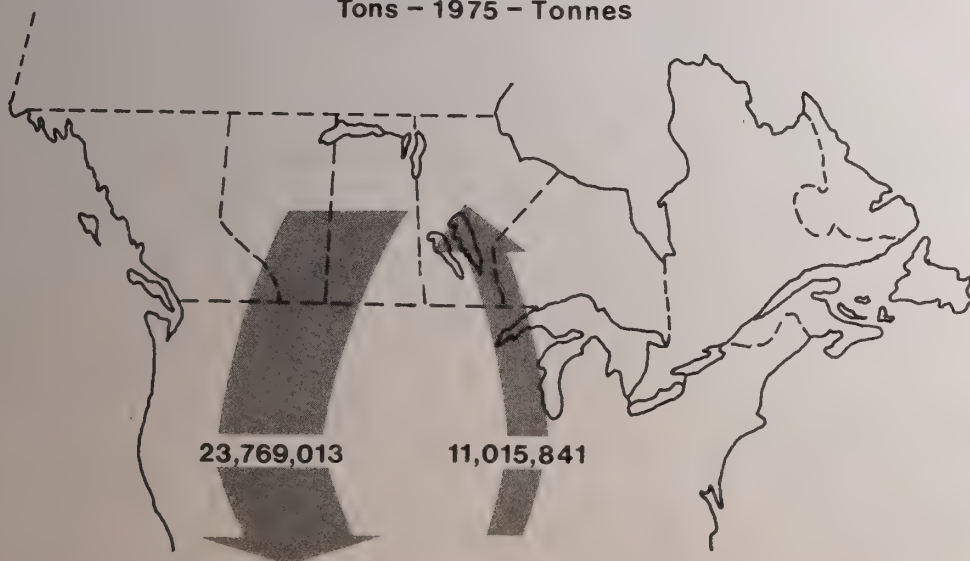 Tons – 1975 – Tonnes
23,769,013
11,015,841